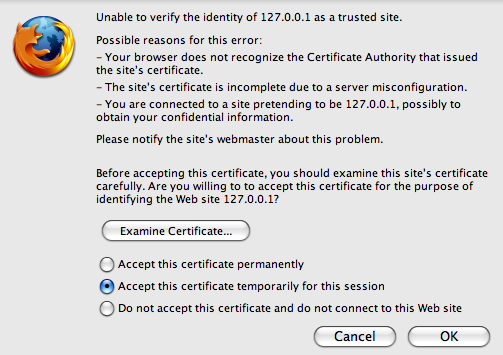 Unable to verify the identity of 127.0.0.1 as a trusted site.
Possible reasons for this error:
- Your browser does not recognize the Certificate Authority that issued
the site's certificate.
- The site's certificate is incomplete due to a server misconfiguration.
- You are connected to a site pretending to be 127.0.0.1, possibly to
obtain your confidential information.
Please notify the site's webmaster about this problem.
Before accepting this certificate, you should examine this site's certificate
carefully. Are you willing to to accept this certificate for the purpose of
identifying the Web site 127.0.0.1?
Examine Certificate...
Accept this certificate permanently
Accept this certificate temporarily for this session
Do not accept this certificate and do not connect to this Web site
Cancel OK